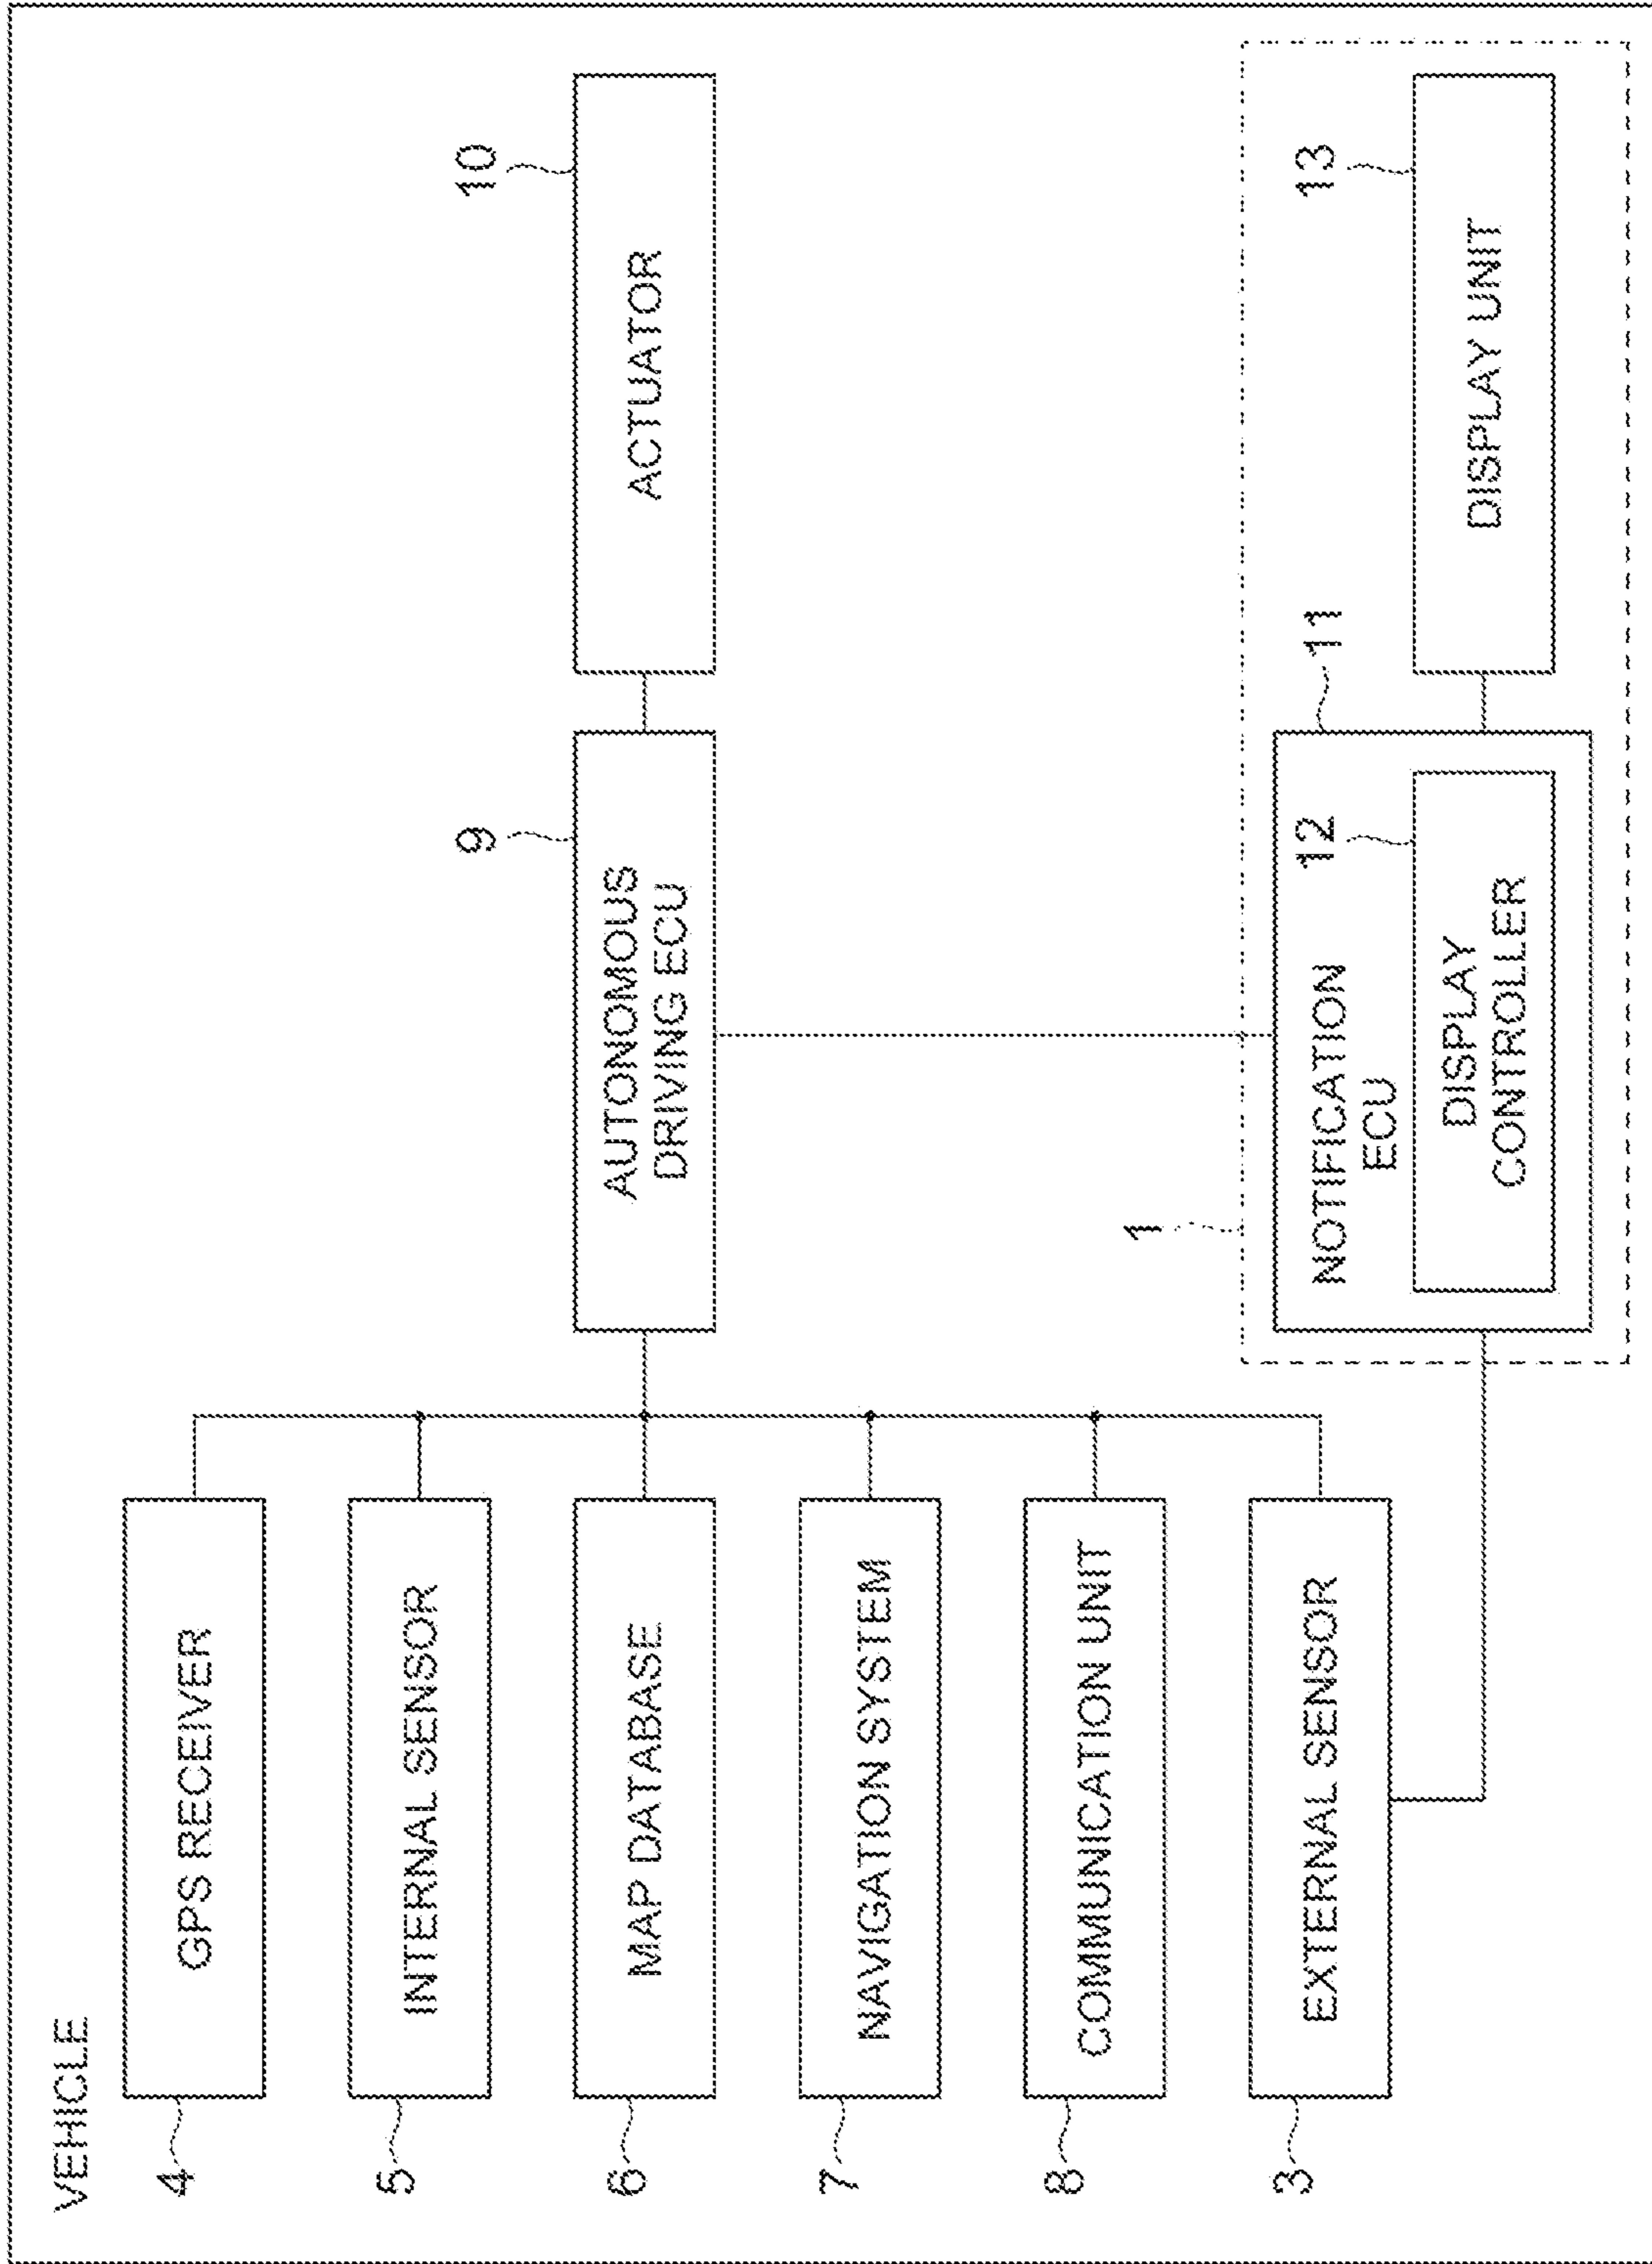 VEHICLE
4
GPS RECEIVER
5
INTERNAL SENSOR
6
MAP DATABASE
7
NAVIGATION SYSTEM
8
COMMUNICATION UNIT
3
EXTERNAL SENSOR
9
AUTONOMOUS
DRIVING ECU
10
ACTUATOR
1
11
NOTIFICATION
ECU
12
DISPLAY
CONTROLLER
13
DISPLAY UNIT